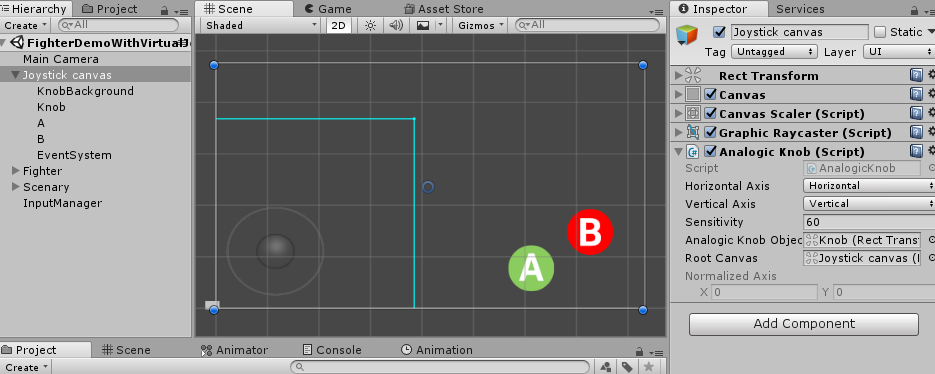 Hierarchy
Project
Create
All
FighterDemoWithVirtual
Main Camera
Joystick canvas
KnobBackground
Knob
A
B
EventSystem
Fighter
Scenary
InputManager
Scene
Game
Asset Store
Shaded
2D
Gizmos
All
B
A
Inspector
Services
Joystick canvas
Static
Tag
Untagged
Layer
UI
Rect Transform
Canvas
Canvas Scaler (Script)
Graphic Raycaster (Script)
Analogic Knob (Script)
Script
AnalogicKnob
Horizontal Axis
Horizontal
Vertical Axis
Vertical
Sensitivity
60
Analogic Knob Objec
Knob (Rect Trans
Root Canvas
Joystick canvas (
Normalized Axis
X 0
Y 0
Add Component
Project
Scene
Animator
Console
Animation
Create